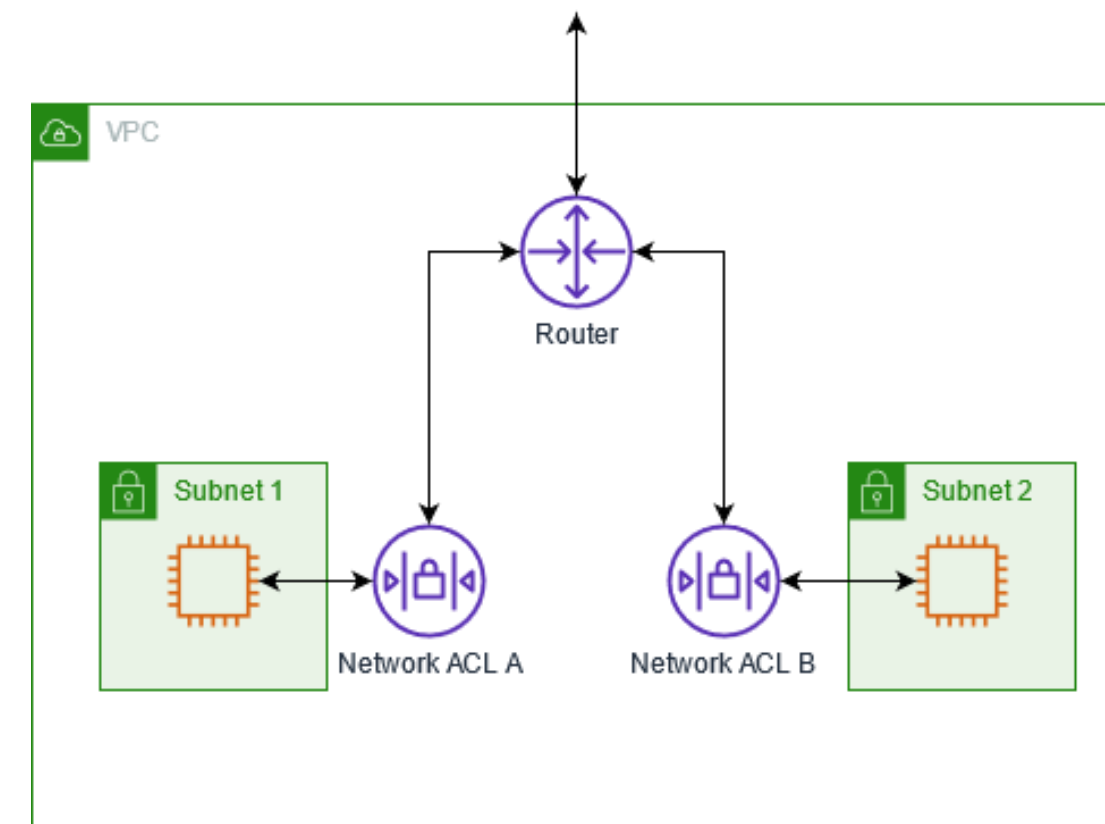 VPC
Router
Subnet 1
Subnet 2
Network ACL A
Network ACL B